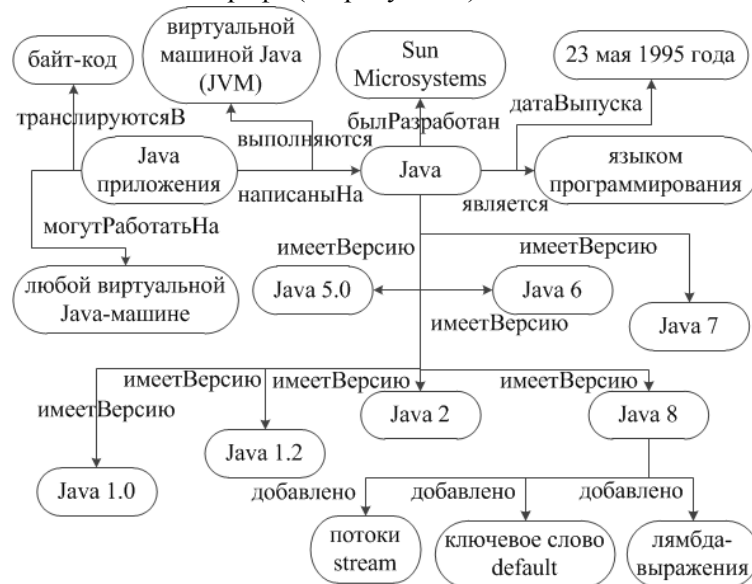 виртуальной
машиной Java
(JVM)
байт-код
Sun
Microsystems
23 мая 1995 года
транслируютсяВ
выполняются
былРазработан
датаВыпуска
Java
приложения
написаныНа
Java
языком
программирования
является
могутРаботатьНа
любой виртуальной
Java-машине
имеетВерсию
имеетВерсию
Java 5.0
Java 6
имеетВерсию
Java 7
имеетВерсию
имеетВерсию
имеетВерсию
имеетВерсию
Java 2
Java 8
Java 1.2
Java 1.0
добавлено
добавлено
добавлено
потоки
stream
ключевое слово
default
лямбда-
выражения